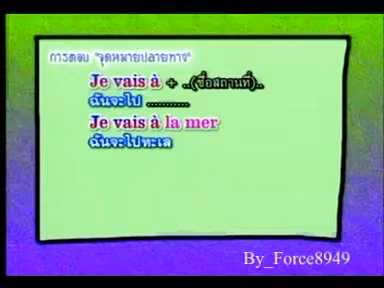 การตอบ "จุดหมายปลายทาง"
Je vais à + ..(ชื่อสถานที่)..
ฉันจะไป ..........
Je vais à la mer
ฉันจะไปทะเล
By_Force8949